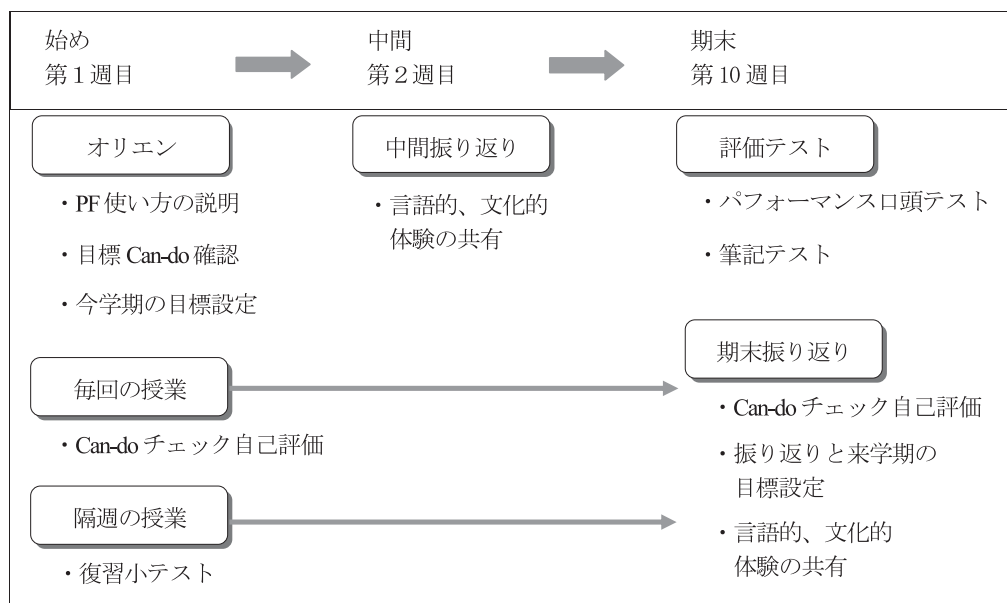 始め
第１週目
中間
第２週目
期末
第10週目
オリエン
・PF使い方の説明
・目標Can-do確認
・今学期の目標設定
中間振り返り
・言語的、文化的
体験の共有
評価テスト
・パフォーマンス口頭テスト
・筆記テスト
毎回の授業
・Can-doチェック自己評価
隔週の授業
・復習小テスト
期末振り返り
・Can-doチェック自己評価
・振り返りと来学期の
目標設定
・言語的、文化的
体験の共有